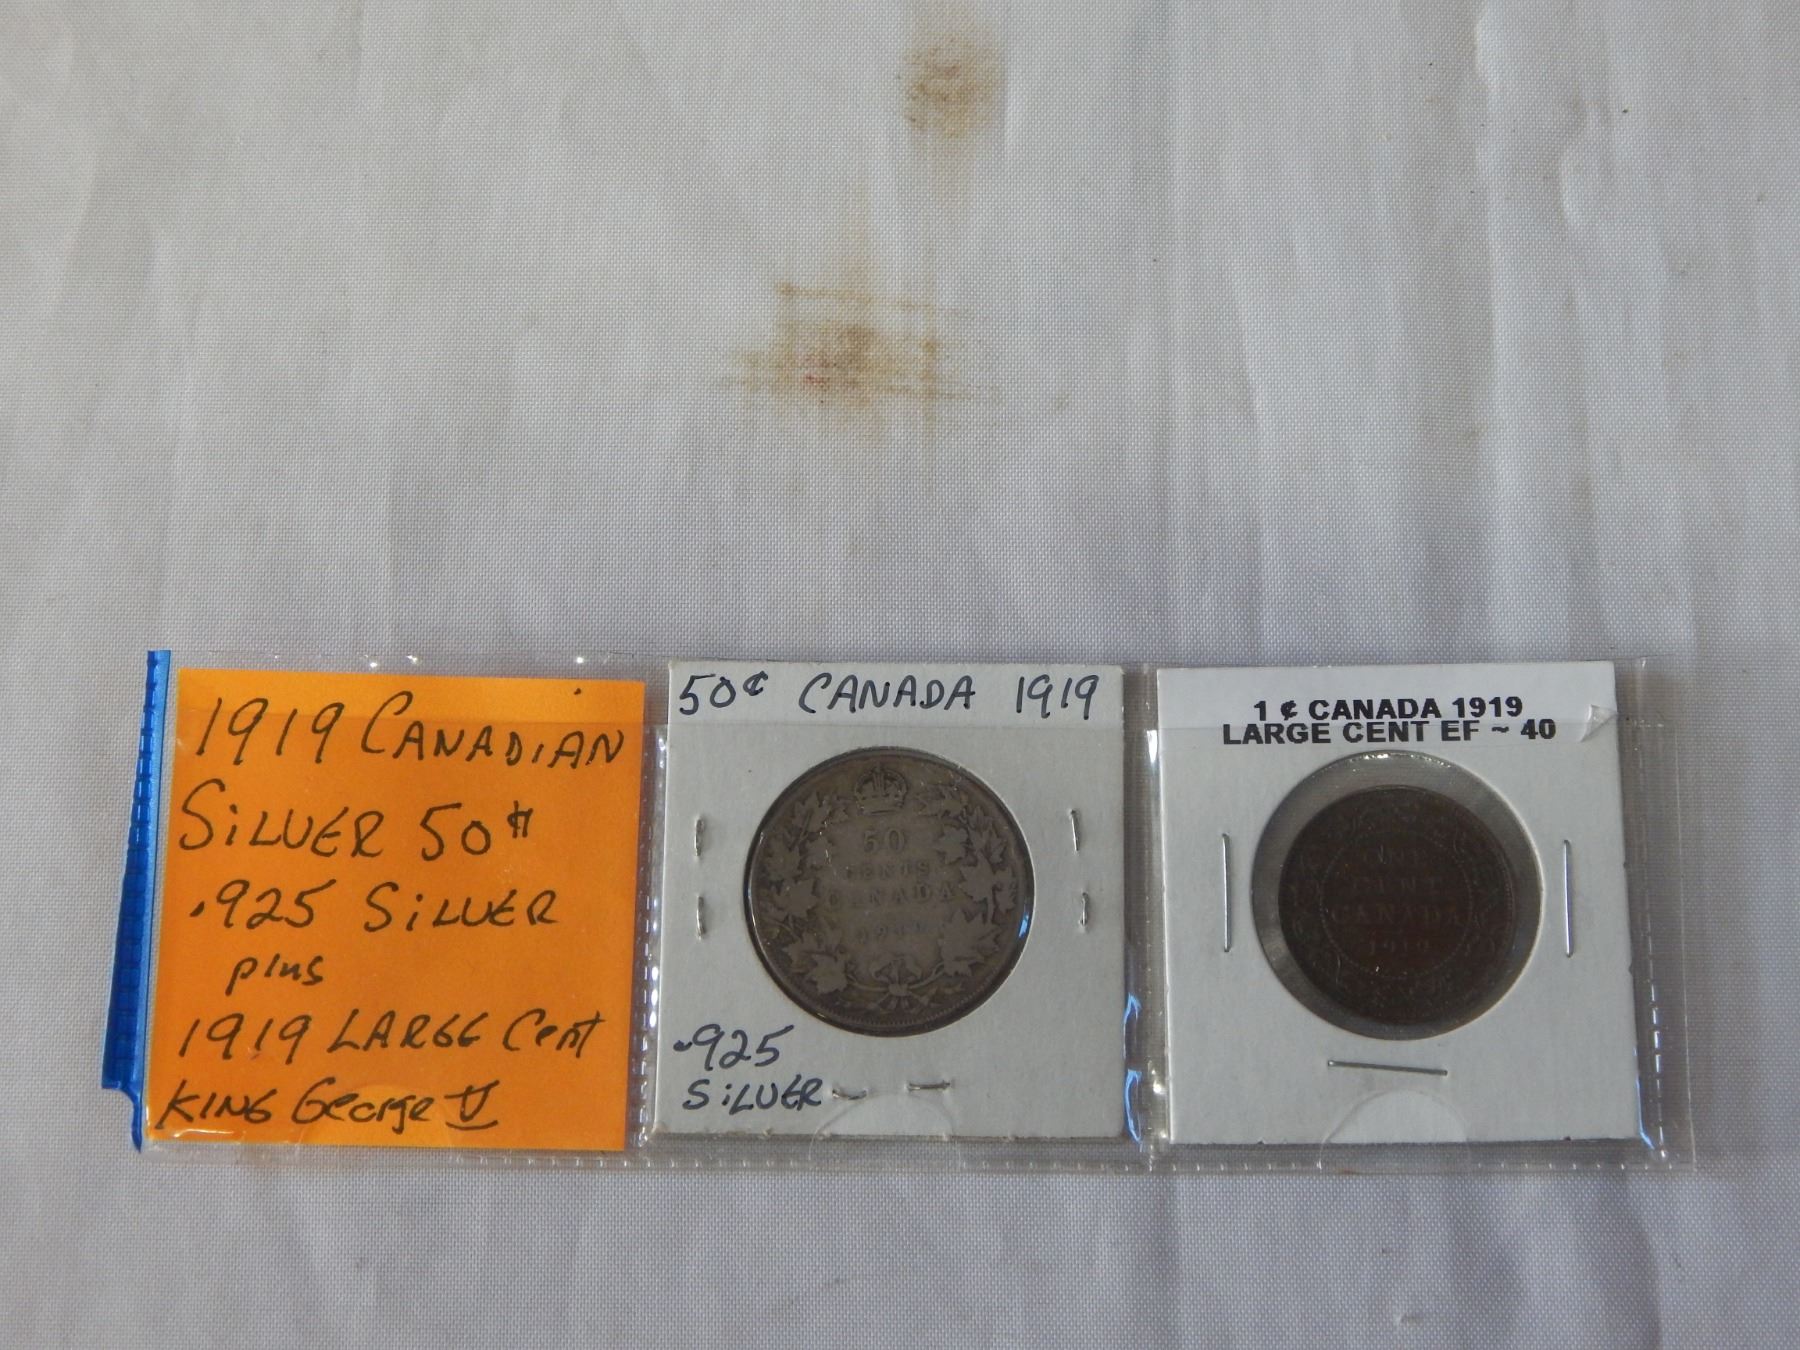 1919 CANADIAN
SILVER 50¢
.925 SILVER
plus
1919 LARGE Cent
KING George V
50¢ CANADA 1919
50
CENTS
CANADA
.925
SILVER
1 ¢ CANADA 1919
LARGE CENT EF ~ 40
ONE
CENT
CANADA
1919